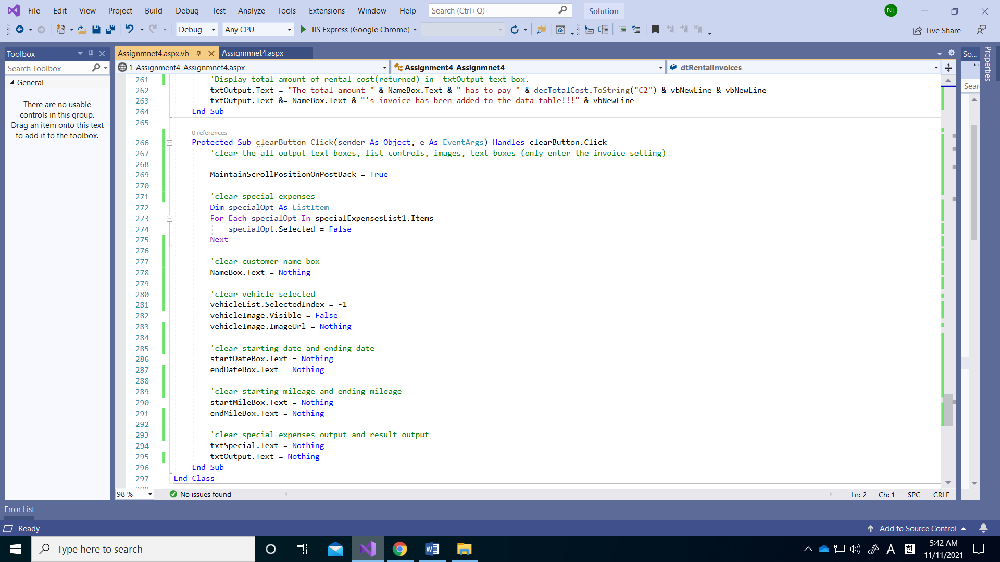 File Edit View Project Build Debug Test Analyze Tools Extensions Window Help Search (Ctrl+Q) Solution NL
Debug Any CPU IIS Express (Google Chrome) Live Share
Toolbox
Search Toolbox
General
There are no usable
controls in this group.
Drag an item onto this text
to add it to the toolbox.
Assignmnet4.aspx.vb Assignmnet4.aspx
1_Assignment4_Assignmnet4.aspx Assignment4_Assignmnet4 dtRentalInvoices
261 'Display total amount of rental cost(returned) in  txtOutput text box.
262 txtOutput.Text = "The total amount " & NameBox.Text & " has to pay " & decTotalCost.ToString("C2") & vbNewLine & vbNewLine
263 txtOutput.Text &= NameBox.Text & "'s invoice has been added to the data table!!!" & vbNewLine
264 End Sub
265
0 references
266 Protected Sub clearButton_Click(sender As Object, e As EventArgs) Handles clearButton.Click
267 'clear the all output text boxes, list controls, images, text boxes (only enter the invoice setting)
268
269 MaintainScrollPositionOnPostBack = True
270
271 'clear special expenses
272 Dim specialOpt As ListItem
273 For Each specialOpt In specialExpensesList1.Items
274 specialOpt.Selected = False
275 Next
276
277 'clear customer name box
278 NameBox.Text = Nothing
279
280 'clear vehicle selected
281 vehicleList.SelectedIndex = -1
282 vehicleImage.Visible = False
283 vehicleImage.ImageUrl = Nothing
284
285 'clear starting date and ending date
286 startDateBox.Text = Nothing
287 endDateBox.Text = Nothing
288
289 'clear starting mileage and ending mileage
290 startMileBox.Text = Nothing
291 endMileBox.Text = Nothing
292
293 'clear special expenses output and result output
294 txtSpecial.Text = Nothing
295 txtOutput.Text = Nothing
296 End Sub
297 End Class
98 % No issues found Ln: 2 Ch: 1 SPC CRLF
So...
Sear
Properties
Error List
Ready Add to Source Control
Type here to search
A 한 5:42 AM
11/11/2021